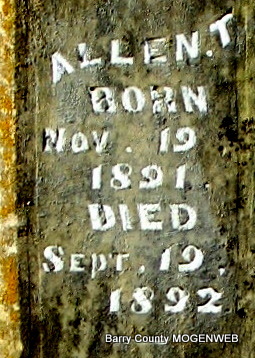 ALLEN.T
BORN
Nov. 19
1891.
DIED
Sept. 19,
1892
Barry County MOGENWEB